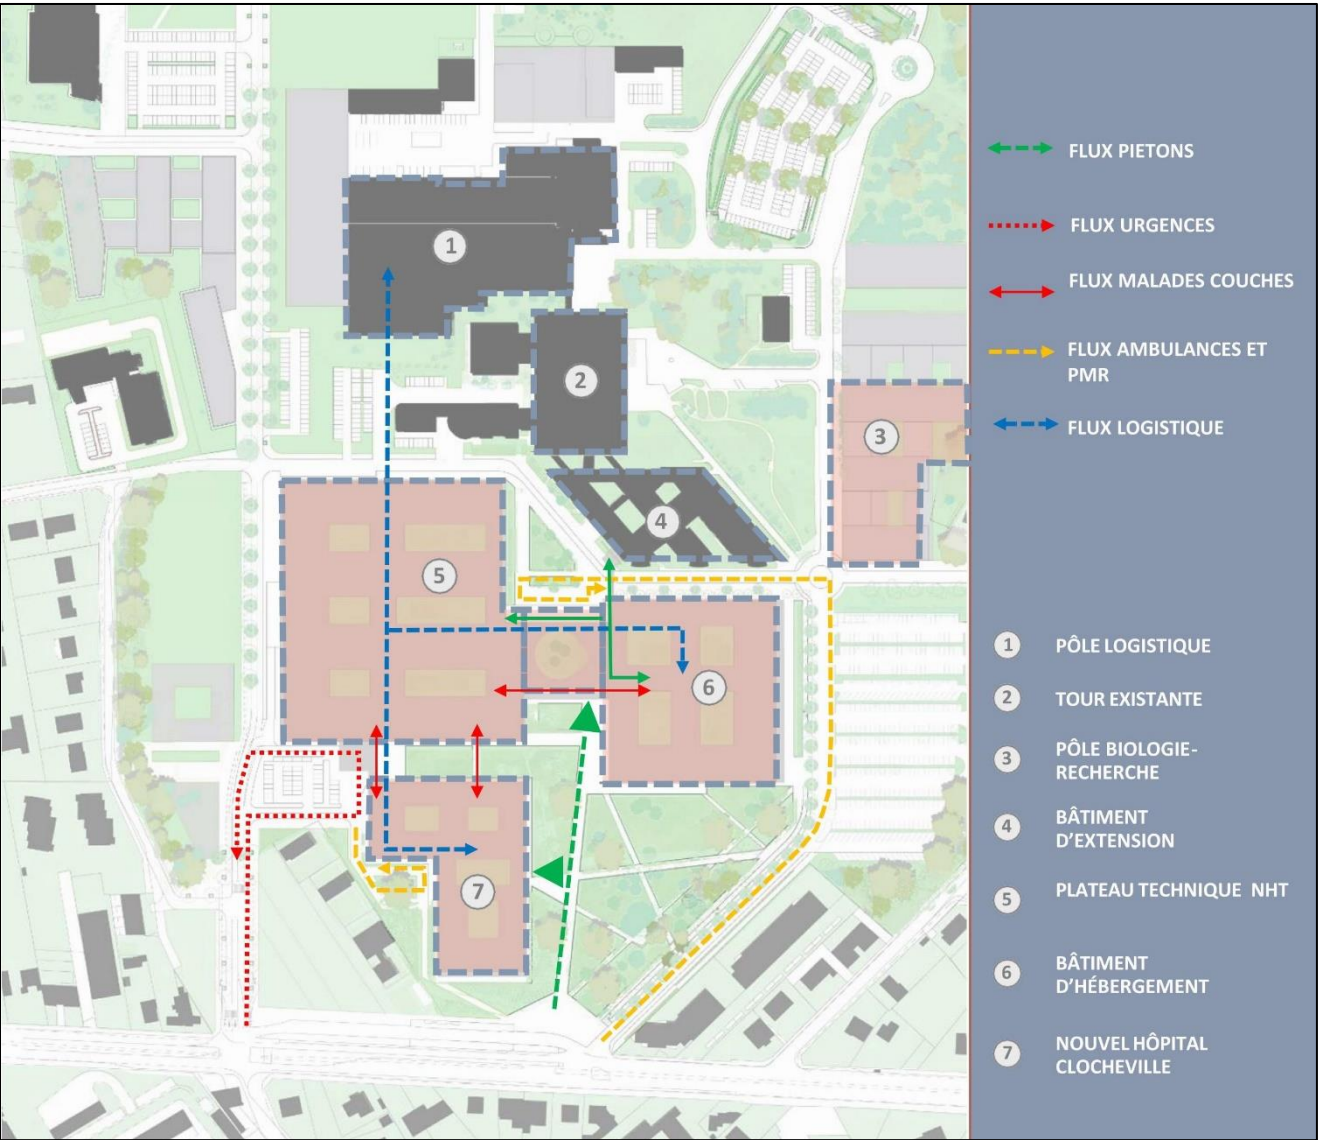 FLUX PIETONS
FLUX URGENCES
FLUX MALADES COUCHES
FLUX AMBULANCES ET
PMR
FLUX LOGISTIQUE
1
2
3
4
5
6
7
1 PÔLE LOGISTIQUE
2 TOUR EXISTANTE
3 PÔLE BIOLOGIE-
RECHERCHE
4 BÂTIMENT
D’EXTENSION
5 PLATEAU TECHNIQUE NHT
6 BÂTIMENT
D’HÉBERGEMENT
7 NOUVEL HÔPITAL
CLOCHEVILLE